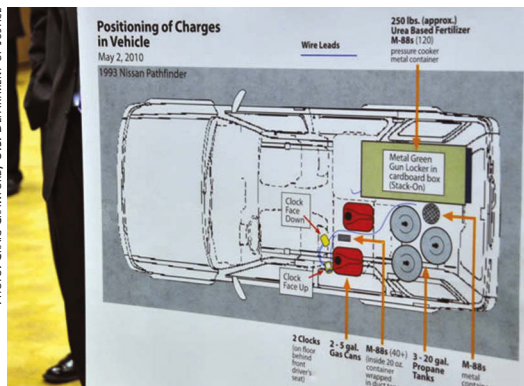 Positioning of Charges
in Vehicle
May 2, 2010
1993 Nissan Pathfinder
Wire Leads
250 lbs. (approx.)
Urea Based Fertilizer
M-88s (120)
pressure cooker
metal container
Metal Green
Gun Locker in
cardboard box
(Stack-On)
Clock
Face
Down
Clock
Face Up
2 Clocks
(on floor
behind
front
driver's
seat)
2 - 5 gal.
Gas Cans
M-88s (40+)
(inside 20 oz.
container
wrapped
3 - 20 gal.
Propane
Tanks
M-88s
metal